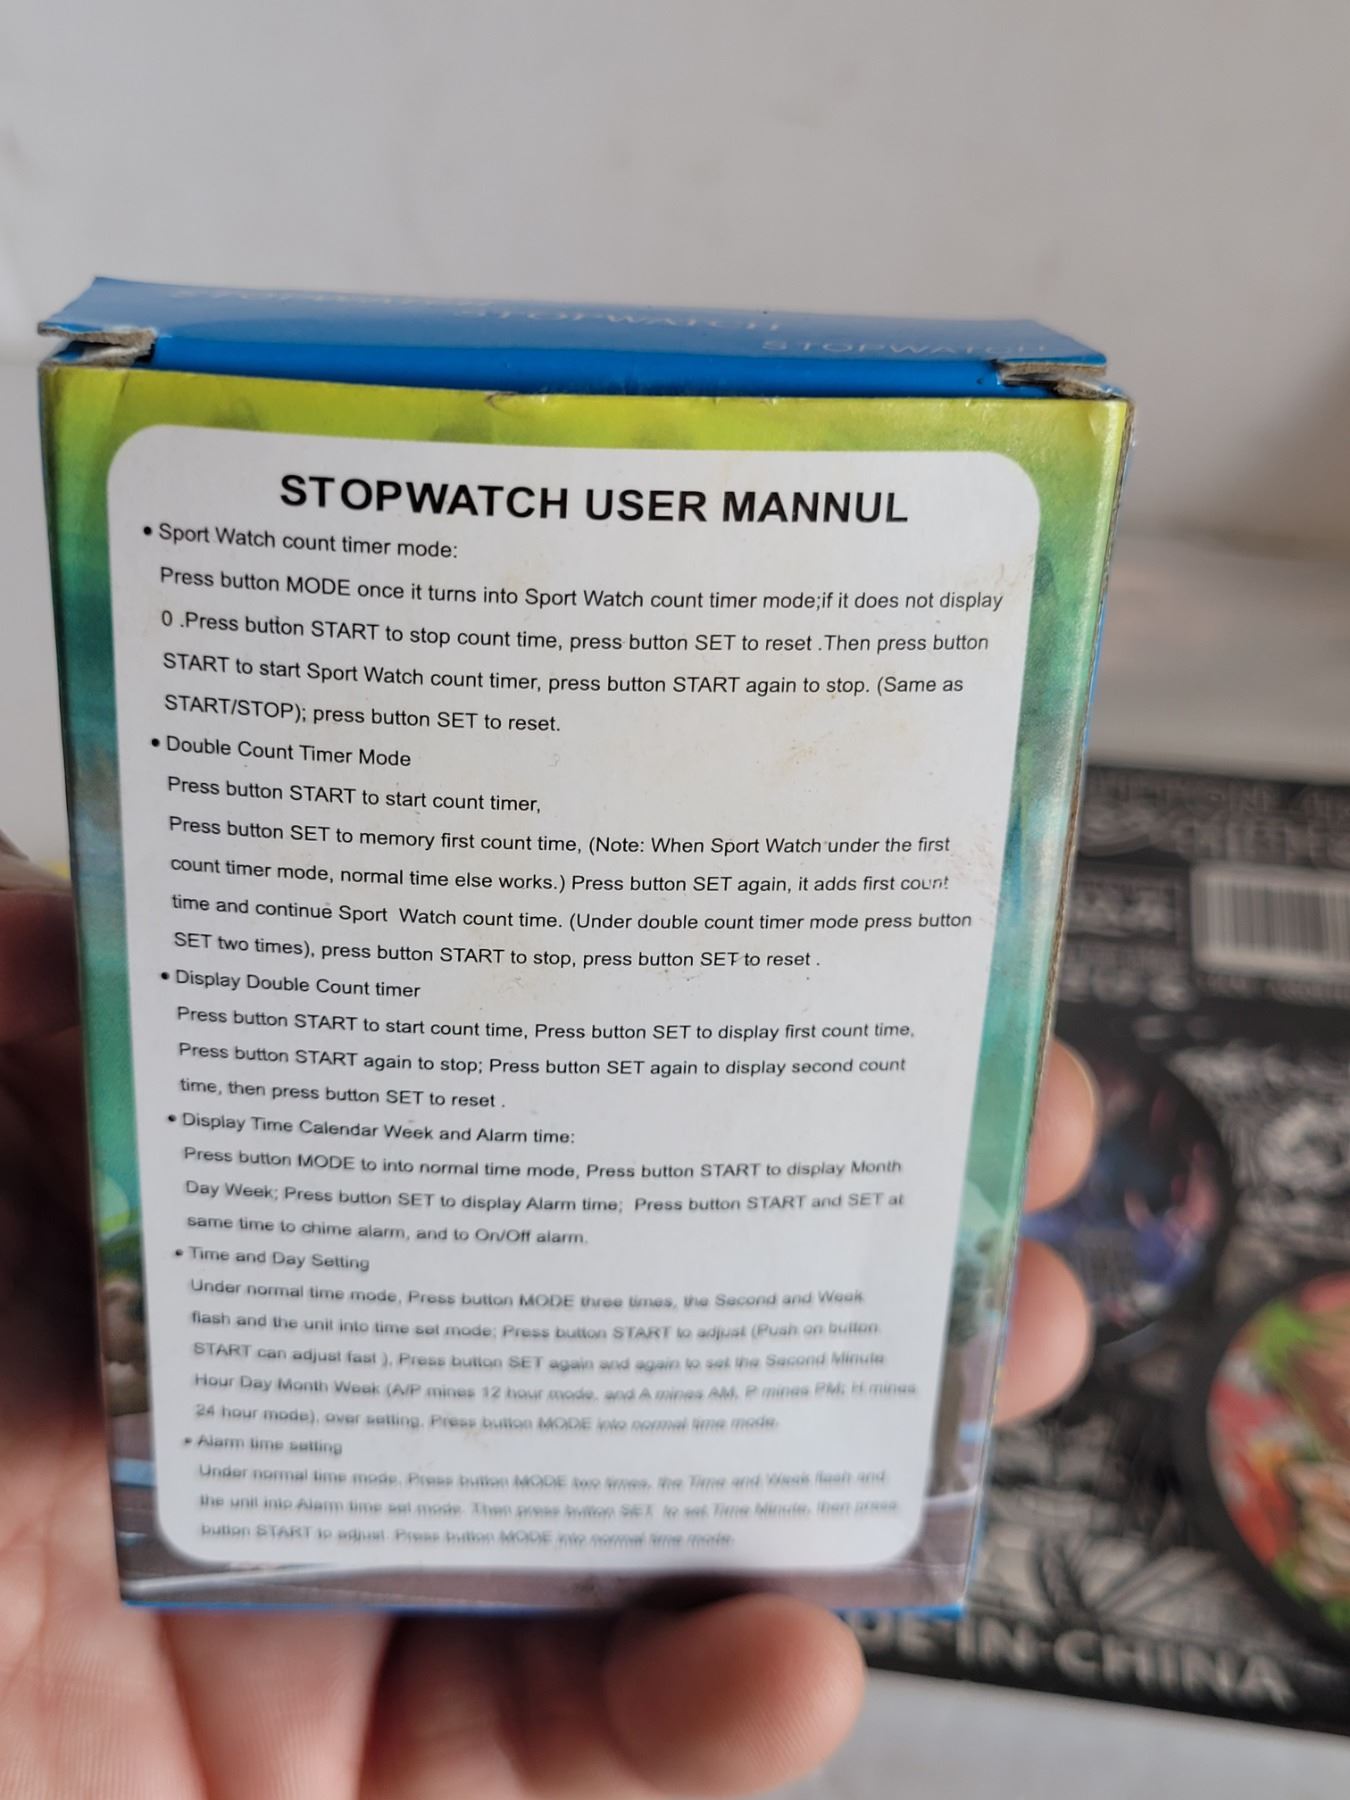 STOPWATCH
STOPWATCH
STOPWATCH
STOPWATCH USER MANNUL
• Sport Watch count timer mode:
Press button MODE once it turns into Sport Watch count timer mode;if it does not display
0 .Press button START to stop count time, press button SET to reset .Then press button
START to start Sport Watch count timer, press button START again to stop. (Same as
START/STOP); press button SET to reset.
• Double Count Timer Mode
Press button START to start count timer,
Press button SET to memory first count time, (Note: When Sport Watch under the first
count timer mode, normal time else works.) Press button SET again, it adds first count
time and continue Sport Watch count time. (Under double count timer mode press button
SET two times), press button START to stop, press button SET to reset .
• Display Double Count timer
Press button START to start count time, Press button SET to display first count time,
Press button START again to stop; Press button SET again to display second count
time, then press button SET to reset .
• Display Time Calendar Week and Alarm time:
Press button MODE to into normal time mode, Press button START to display Month
Day Week; Press button SET to display Alarm time; Press button START and SET at
same time to chime alarm, and to On/Off alarm.
• Time and Day Setting
Under normal time mode, Press button MODE three times, the Second and Week
flash and the unit into time set mode; Press button START to adjust (Push on button
START can adjust fast ), Press button SET again and again to set the Second Minute
Hour Day Month Week (A/P mines 12 hour mode, and A mines AM, P mines PM; H mines
24 hour mode), over setting, Press button MODE into normal time mode.
• Alarm time setting
Under normal time mode, Press button MODE two times, the Time and Week flash and
the unit into Alarm time set mode. Then press button SET to set Time Minute, then press
button START to adjust. Press button MODE into normal time mode.
IN CHINA